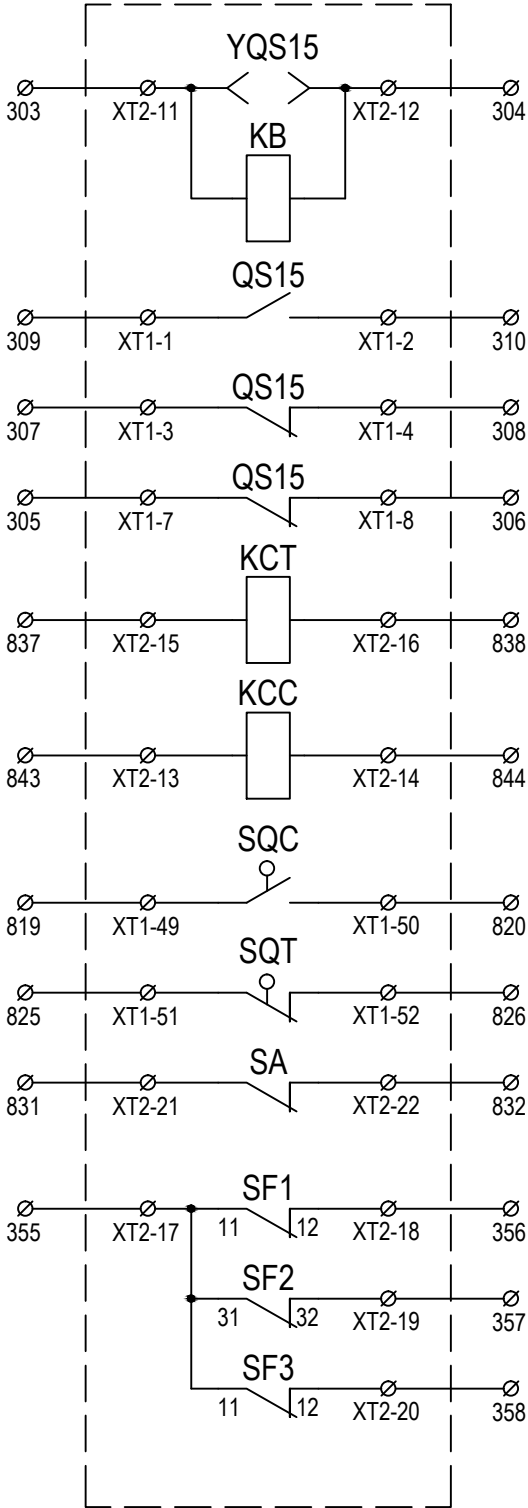 YQS15
303 XT2-11 XT2-12 304
KB
QS15
309 XT1-1 XT1-2 310
QS15
307 XT1-3 XT1-4 308
QS15
305 XT1-7 XT1-8 306
KCT
837 XT2-15 XT2-16 838
KCC
843 XT2-13 XT2-14 844
SQC
819 XT1-49 XT1-50 820
SQT
825 XT1-51 XT1-52 826
SA
831 XT2-21 XT2-22 832
SF1
355 XT2-17 11 12 XT2-18 356
SF2
31 32 XT2-19 357
SF3
11 12 XT2-20 358